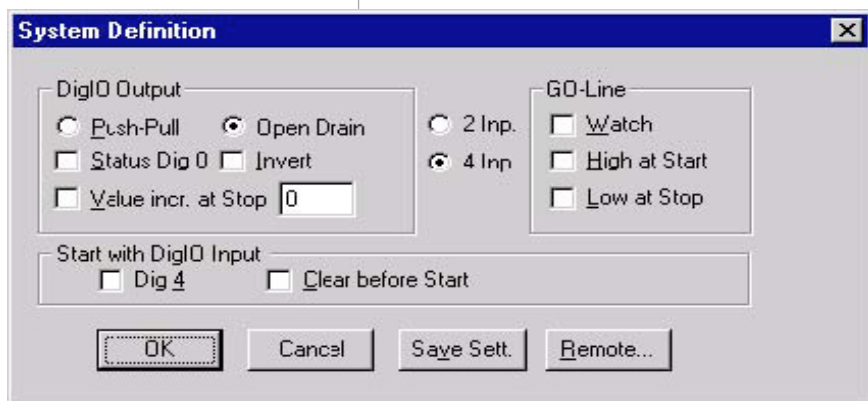 System Definition
DigIO Output
Push-Pull Open Drain
Status Dig 0 Invert
Value incr. at Stop 0
2 Inp.
4 Inp
GO-Line
Watch
High at Start
Low at Stop
Start with DigIO Input
Dig 4 Clear before Start
OK Cancel Save Sett. Remote...